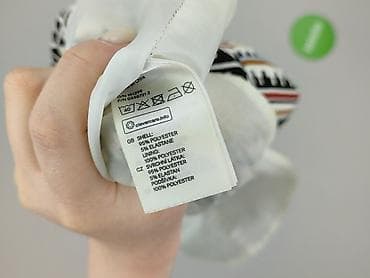 clevercare.info
GB SHELL:
95% POLYESTER
5% ELASTANE
LINING:
100% POLYESTER
CZ SVRCHNÍ LÁTKA:
95% POLYESTER
5% ELASTAN
PODŠÍVKA:
100% POLYESTER